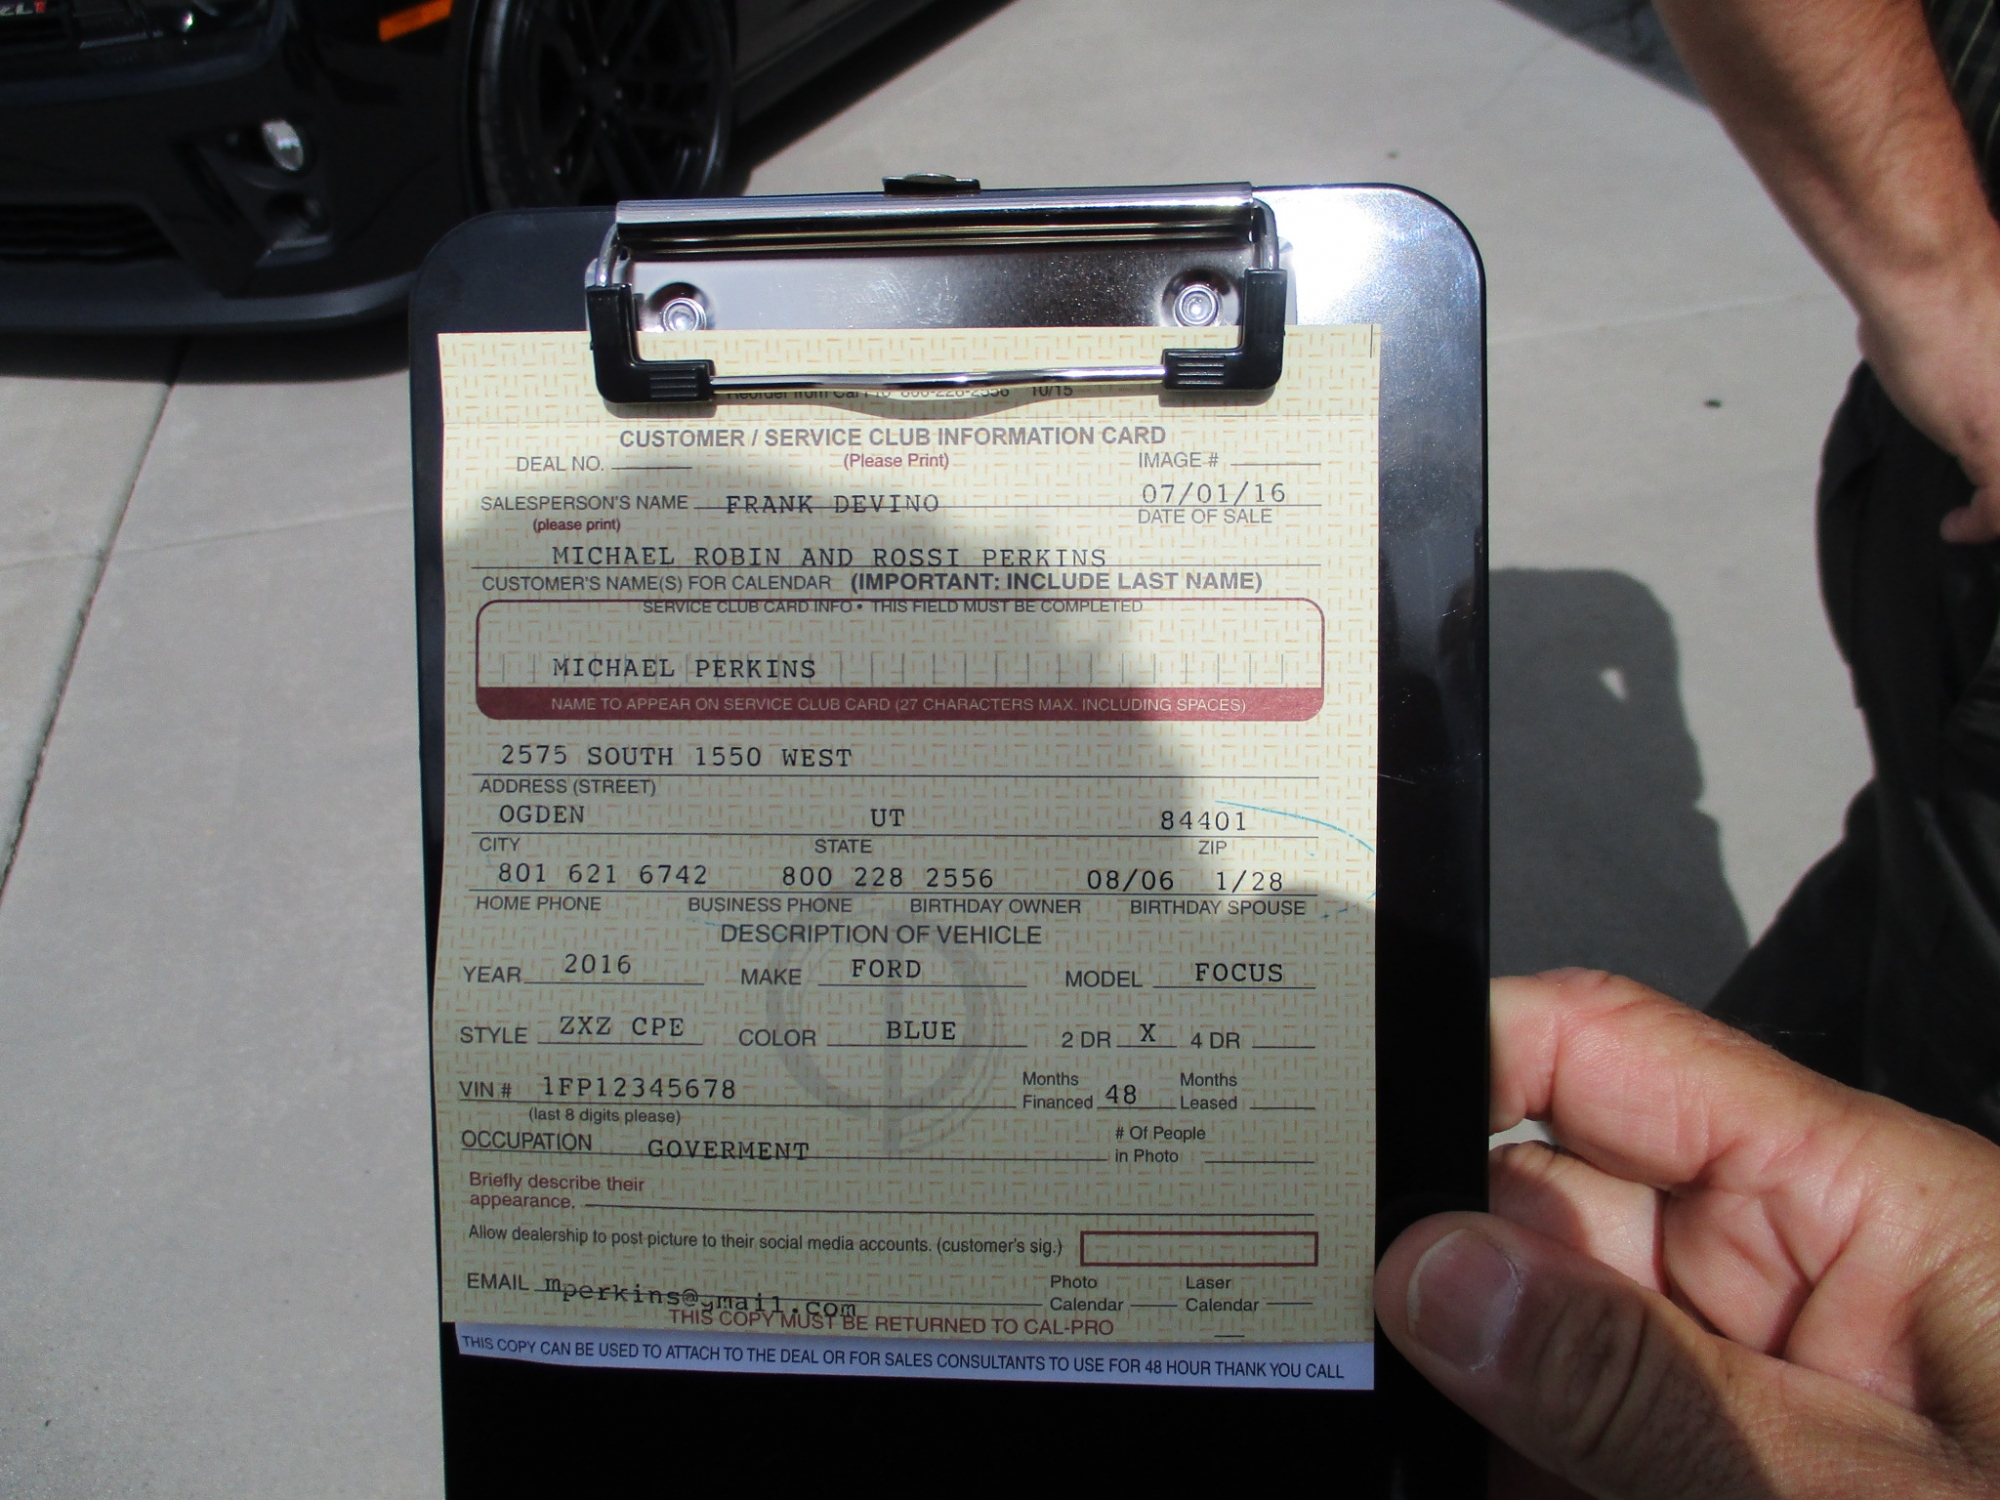 Reorder from Cal Pro 800-228-2556 10/15
CUSTOMER / SERVICE CLUB INFORMATION CARD
DEAL NO. (Please Print) IMAGE #
SALESPERSON'S NAME FRANK DEVINO 07/01/16
(please print) DATE OF SALE
MICHAEL ROBIN AND ROSSI PERKINS
CUSTOMER'S NAME(S) FOR CALENDAR (IMPORTANT: INCLUDE LAST NAME)
SERVICE CLUB CARD INFO • THIS FIELD MUST BE COMPLETED
MICHAEL PERKINS
NAME TO APPEAR ON SERVICE CLUB CARD (27 CHARACTERS MAX. INCLUDING SPACES)
2575 SOUTH 1550 WEST
ADDRESS (STREET)
OGDEN UT 84401
CITY STATE ZIP
801 621 6742 800 228 2556 08/06 1/28
HOME PHONE BUSINESS PHONE BIRTHDAY OWNER BIRTHDAY SPOUSE
DESCRIPTION OF VEHICLE
YEAR 2016 MAKE FORD MODEL FOCUS
STYLE ZXZ CPE COLOR BLUE 2 DR X 4 DR
VIN # 1FP12345678 Months Financed 48 Months Leased
(last 8 digits please)
OCCUPATION GOVERMENT # Of People in Photo
Briefly describe their
appearance.
Allow dealership to post picture to their social media accounts. (customer's sig.)
EMAIL mperkins@gmail.com Photo Calendar Laser Calendar
THIS COPY MUST BE RETURNED TO CAL-PRO
THIS COPY CAN BE USED TO ATTACH TO THE DEAL OR FOR SALES CONSULTANTS TO USE FOR 48 HOUR THANK YOU CALL